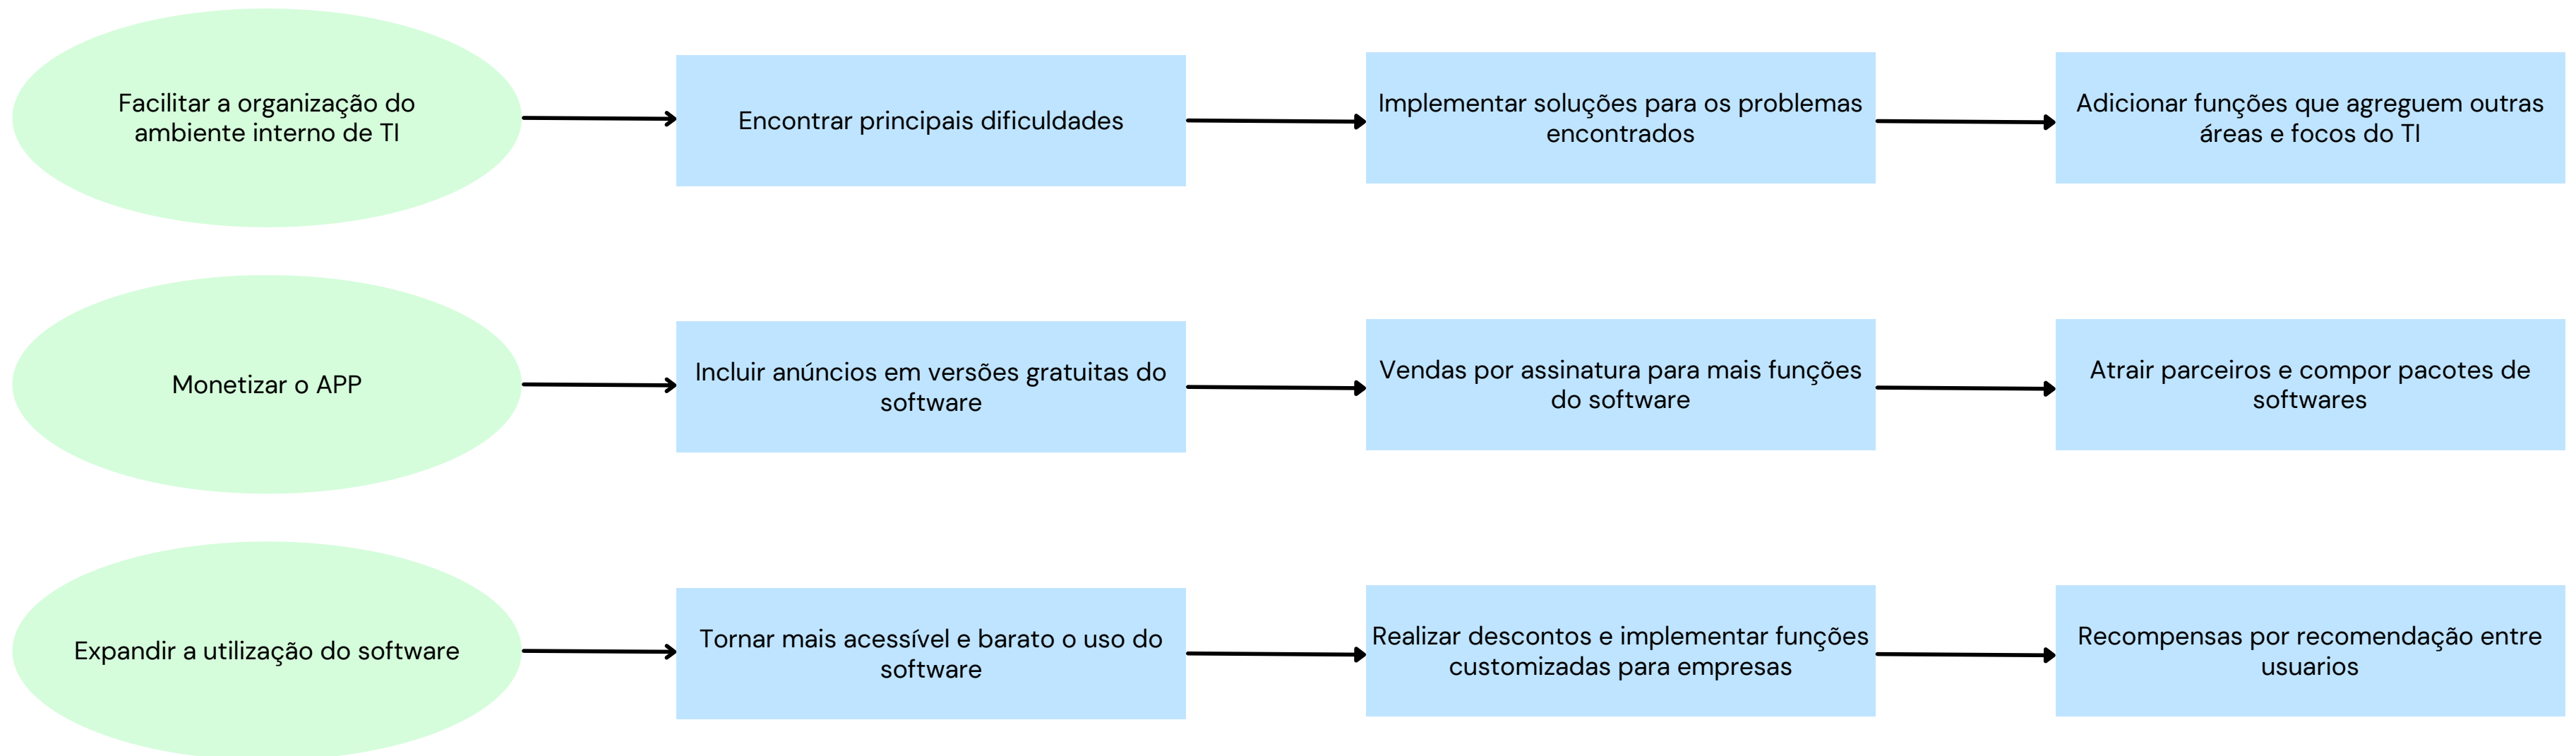 Facilitar a organização do
ambiente interno de TI
Encontrar principais dificuldades
Implementar soluções para os problemas
encontrados
Adicionar funções que agreguem outras
áreas e focos do TI
Monetizar o APP
Incluir anúncios em versões gratuitas do
software
Vendas por assinatura para mais funções
do software
Atrair parceiros e compor pacotes de
softwares
Expandir a utilização do software
Tornar mais acessível e barato o uso do
software
Realizar descontos e implementar funções
customizadas para empresas
Recompensas por recomendação entre
usuarios